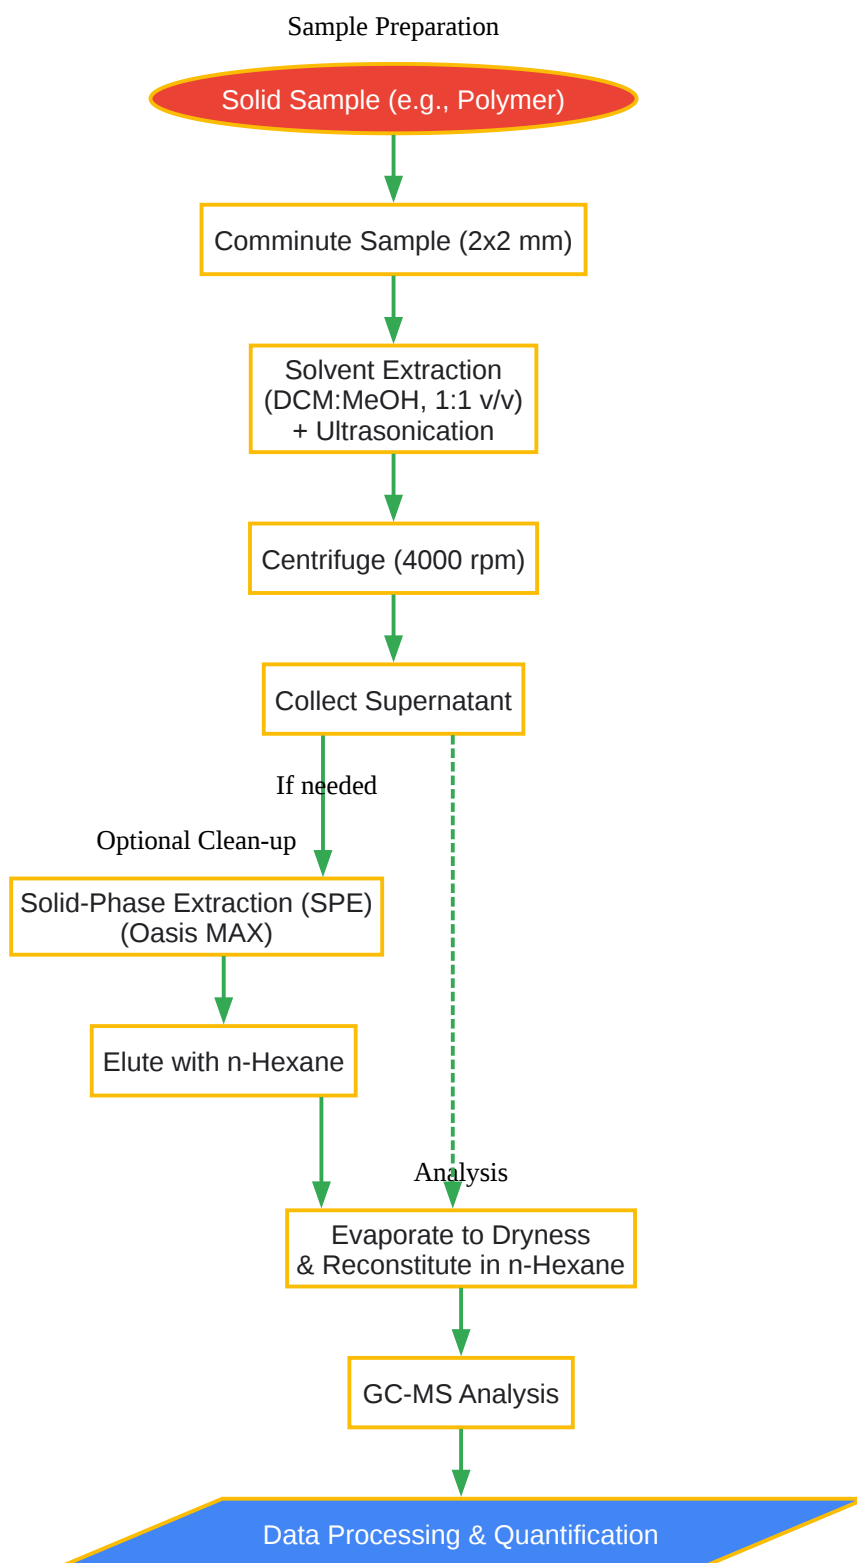 Sample Preparation
Solid Sample (e.g., Polymer)
Comminute Sample (2x2 mm)
Solvent Extraction
(DCM:MeOH, 1:1 v/v)
+ Ultrasonication
Centrifuge (4000 rpm)
Collect Supernatant
If needed
Optional Clean-up
Solid-Phase Extraction (SPE)
(Oasis MAX)
Elute with n-Hexane
Analysis
Evaporate to Dryness
& Reconstitute in n-Hexane
GC-MS Analysis
Data Processing & Quantification